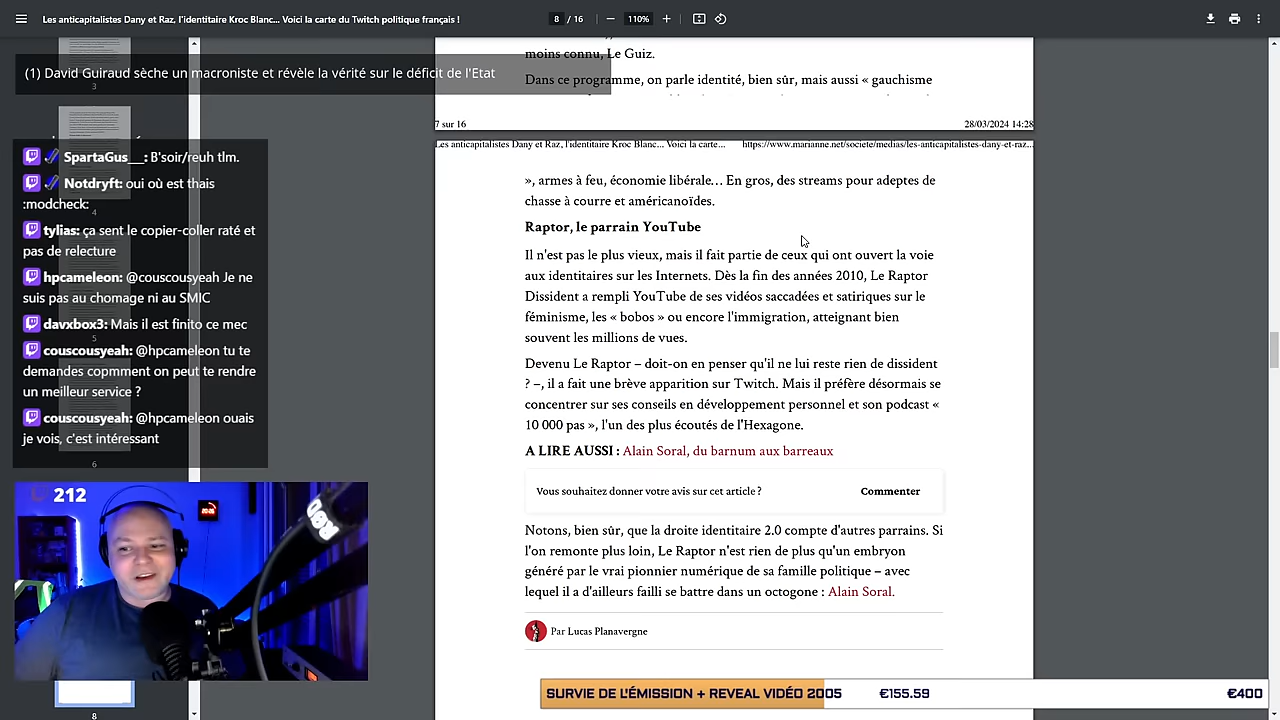 Les anticapitalistes Dany et Raz, l'identitaire Kroc Blanc... Voici la carte du Twitch politique français !
8 / 16
110%
(1) David Guiraud sèche un macroniste et révèle la vérité sur le déficit de l'Etat
3
SpartaGus__: B'soir/reuh tlm.
Notdryft: oui où est thais
:modcheck:
4
tylias: ça sent le copier-coller raté et
pas de relecture
hpcameleon: @couscousyeah Je ne
suis pas au chomage ni au SMIC
davxbox3: Mais il est finito ce mec
5
couscousyeah: @hpcameleon tu te
demandes copmment on peut te rendre
un meilleur service ?
couscousyeah: @hpcameleon ouais
je vois, c'est intéressant
6
212
8
moins connu, Le Guiz.
Dans ce programme, on parle identité, bien sûr, mais aussi « gauchisme
7 sur 16
28/03/2024 14:28
Les anticapitalistes Dany et Raz, l'identitaire Kroc Blanc... Voici la carte...
https://www.marianne.net/societe/medias/les-anticapitalistes-dany-et-raz...
», armes à feu, économie libérale… En gros, des streams pour adeptes de
chasse à courre et américanoïdes.
Raptor, le parrain YouTube
Il n'est pas le plus vieux, mais il fait partie de ceux qui ont ouvert la voie
aux identitaires sur les Internets. Dès la fin des années 2010, Le Raptor
Dissident a rempli YouTube de ses vidéos saccadées et satiriques sur le
féminisme, les « bobos » ou encore l'immigration, atteignant bien
souvent les millions de vues.
Devenu Le Raptor – doit-on en penser qu'il ne lui reste rien de dissident
? –, il a fait une brève apparition sur Twitch. Mais il préfère désormais se
concentrer sur ses conseils en développement personnel et son podcast «
10 000 pas », l'un des plus écoutés de l'Hexagone.
A LIRE AUSSI : Alain Soral, du barnum aux barreaux
Vous souhaitez donner votre avis sur cet article ?
Commenter
Notons, bien sûr, que la droite identitaire 2.0 compte d'autres parrains. Si
l'on remonte plus loin, Le Raptor n'est rien de plus qu'un embryon
généré par le vrai pionnier numérique de sa famille politique – avec
lequel il a d'ailleurs failli se battre dans un octogone : Alain Soral.
Par Lucas Planavergne
SURVIE DE L'ÉMISSION + REVEAL VIDÉO 2005
€155.59
€400